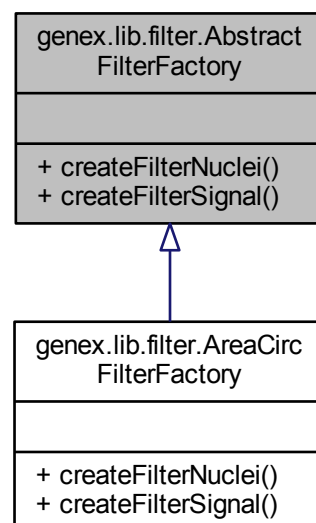 genex.lib.filter.Abstract
FilterFactory
+ createFilterNuclei()
+ createFilterSignal()
genex.lib.filter.AreaCirc
FilterFactory
+ createFilterNuclei()
+ createFilterSignal()